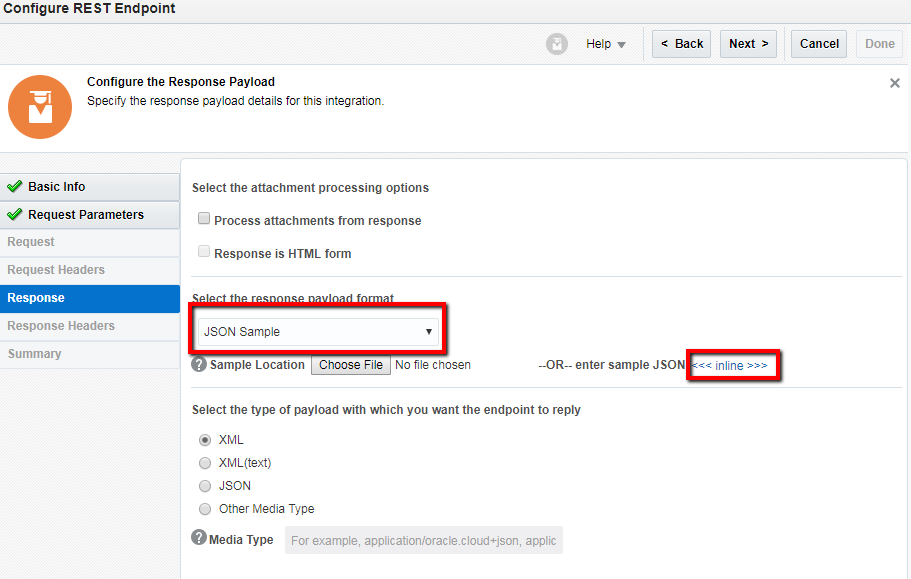 Configure REST Endpoint
Help
< Back
Next >
Cancel
Done
Configure the Response Payload
Specify the response payload details for this integration.
Basic Info
Request Parameters
Request
Request Headers
Response
Response Headers
Summary
Select the attachment processing options
Process attachments from response
Response is HTML form
Select the response payload format
JSON Sample
? Sample Location Choose File No file chosen --OR-- enter sample JSON <<< inline >>>
Select the type of payload with which you want the endpoint to reply
XML
XML(text)
JSON
Other Media Type
? Media Type For example, application/oracle.cloud+json, applic